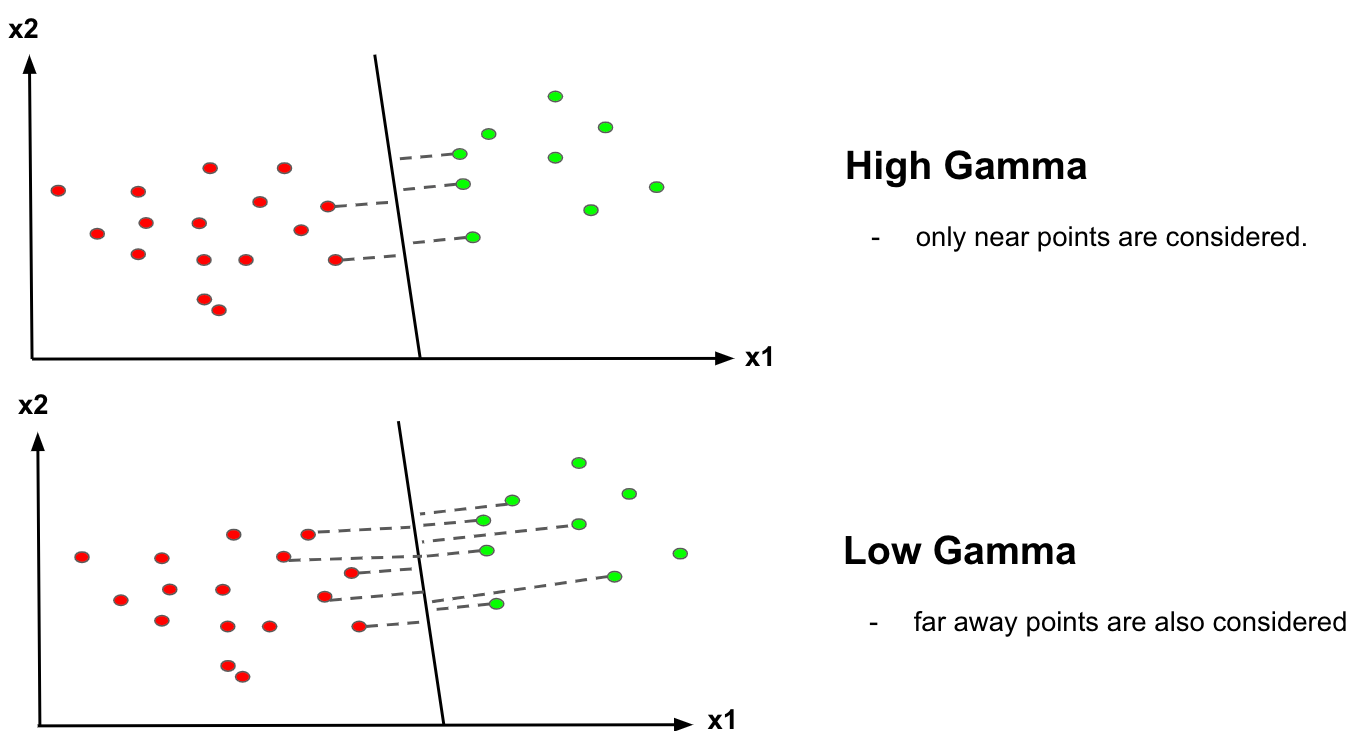 x2
High Gamma
- only near points are considered.
x1
x2
Low Gamma
- far away points are also considered
x1